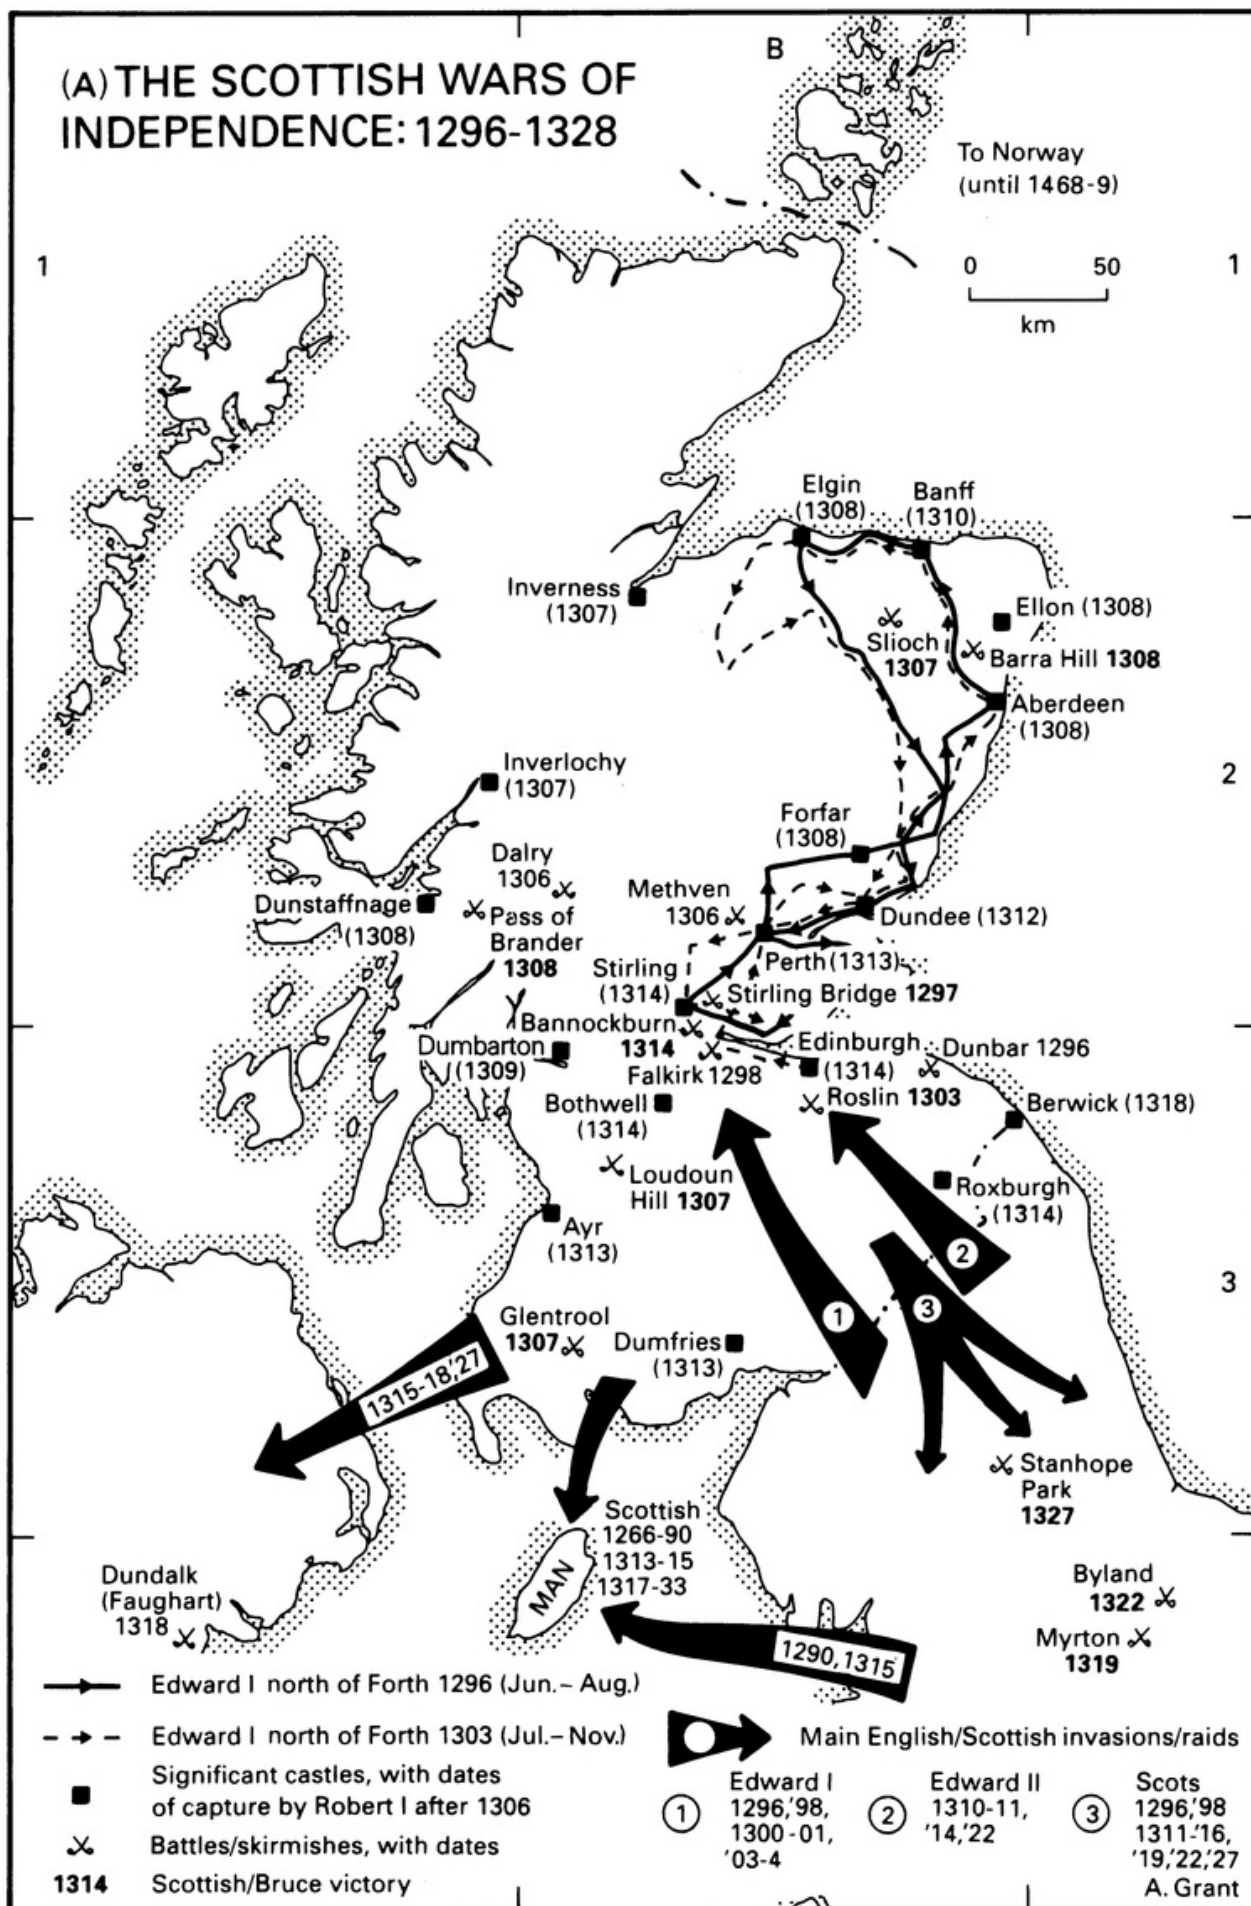 (A) THE SCOTTISH WARS OF
INDEPENDENCE: 1296-1328
B
To Norway
(until 1468-9)
1
1
0 50
km
Elgin
(1308)
Banff
(1310)
Inverness
(1307)
Ellon (1308)
Slioch
1307
Barra Hill 1308
Aberdeen
(1308)
2
Inverlochy
(1307)
Forfar
(1308)
Dalry
1306
Methven
1306
Dunstaffnage
(1308)
Pass of
Brander
1308
Dundee (1312)
Perth (1313)
Stirling
(1314)
Stirling Bridge 1297
Bannockburn
1314
Dumbarton
(1309)
Falkirk 1298
Edinburgh
(1314)
Dunbar 1296
Roslin 1303
Berwick (1318)
Bothwell
(1314)
Loudoun
Hill 1307
Roxburgh
(1314)
Ayr
(1313)
2
3
1
3
Glentrool
1307
Dumfries
(1313)
1315-18,'27
Stanhope
Park
1327
Scottish
1266-90
1313-15
1317-33
MAN
Dundalk
(Faughart)
1318
Byland
1322
Myrton
1319
1290, 1315
Edward I north of Forth 1296 (Jun.-Aug.)
Edward I north of Forth 1303 (Jul.-Nov.)
Significant castles, with dates
of capture by Robert I after 1306
Battles/skirmishes, with dates
1314 Scottish/Bruce victory
Main English/Scottish invasions/raids
1
Edward I
1296,'98,
1300-01,
'03-4
2
Edward II
1310-11,
'14,'22
3
Scots
1296,'98
1311-'16,
'19,'22,'27
A. Grant